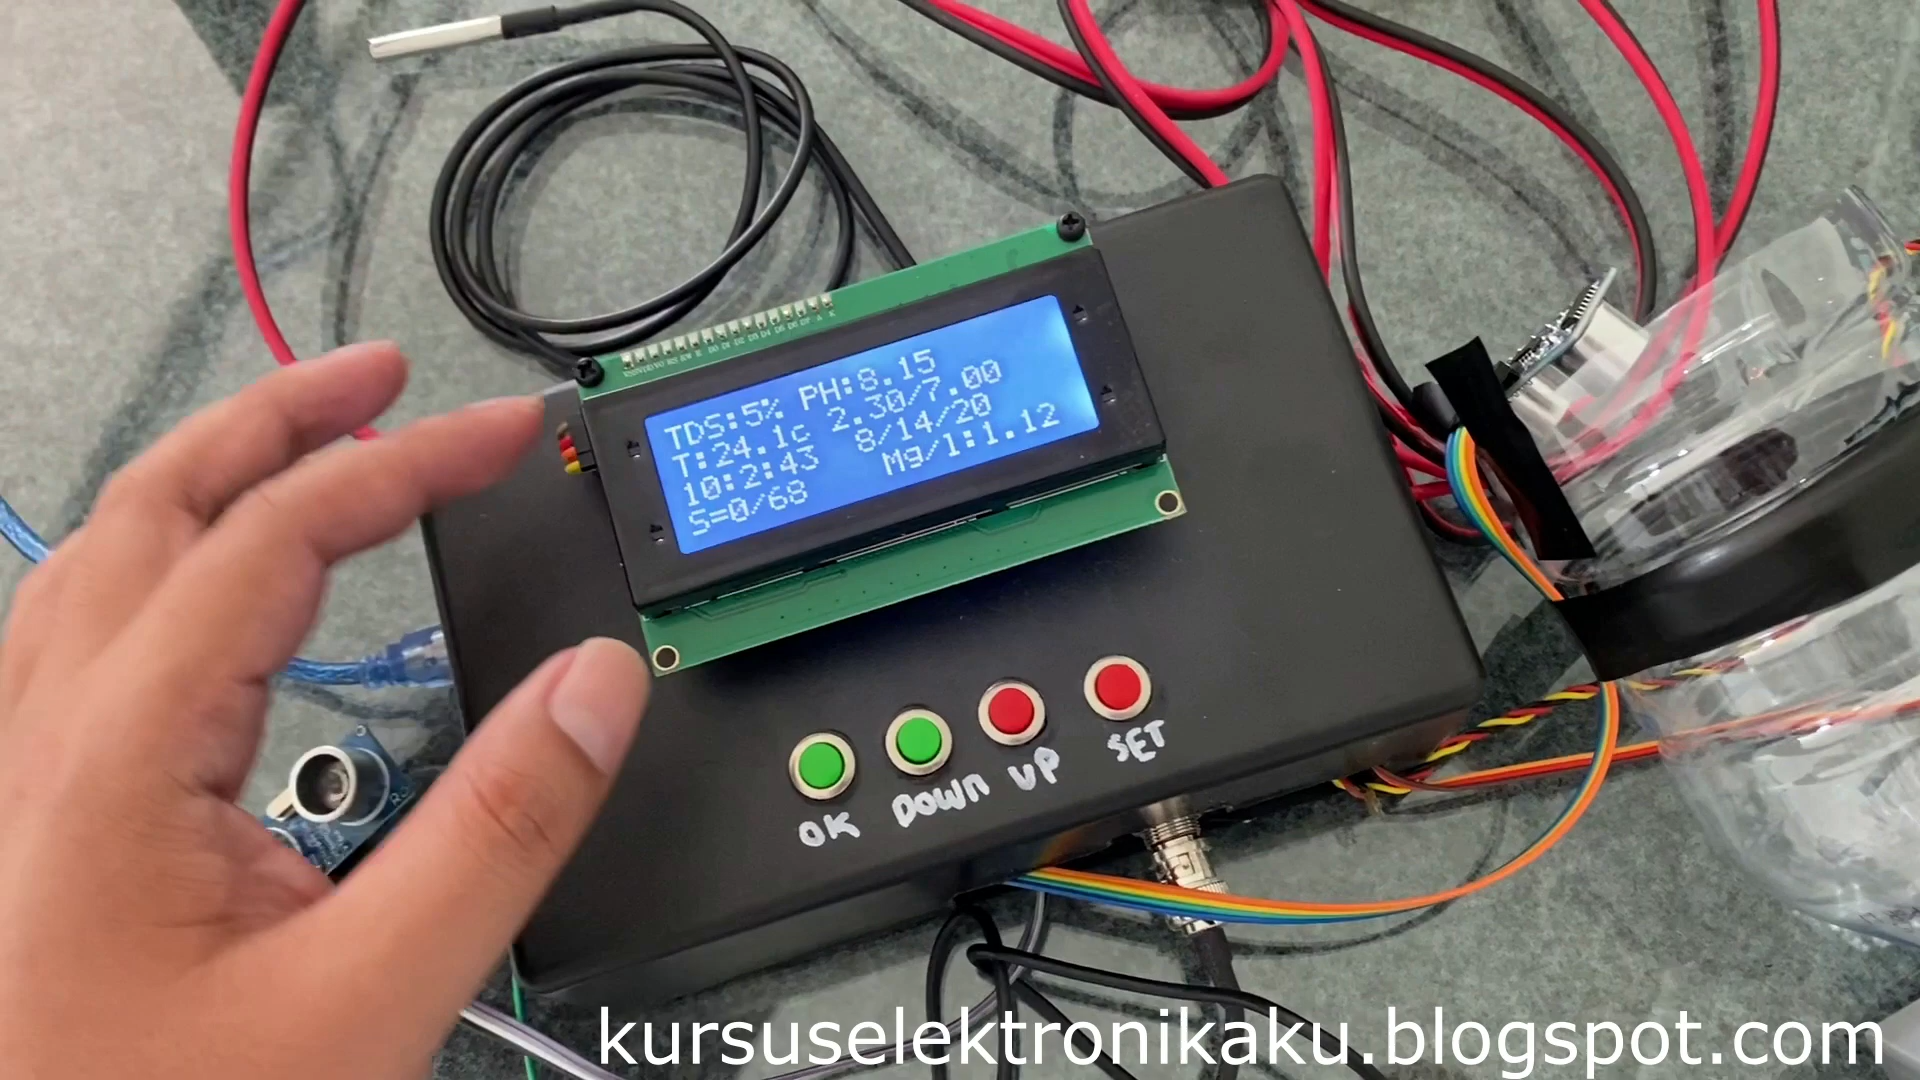 TDS:5% PH:8.15
T:24.1c 2.30/7.00
10:2:43 8/14/20
S=0/68 Mg/l:1.12
OK DOWN UP SET
kursuselektronikaku.blogspot.com